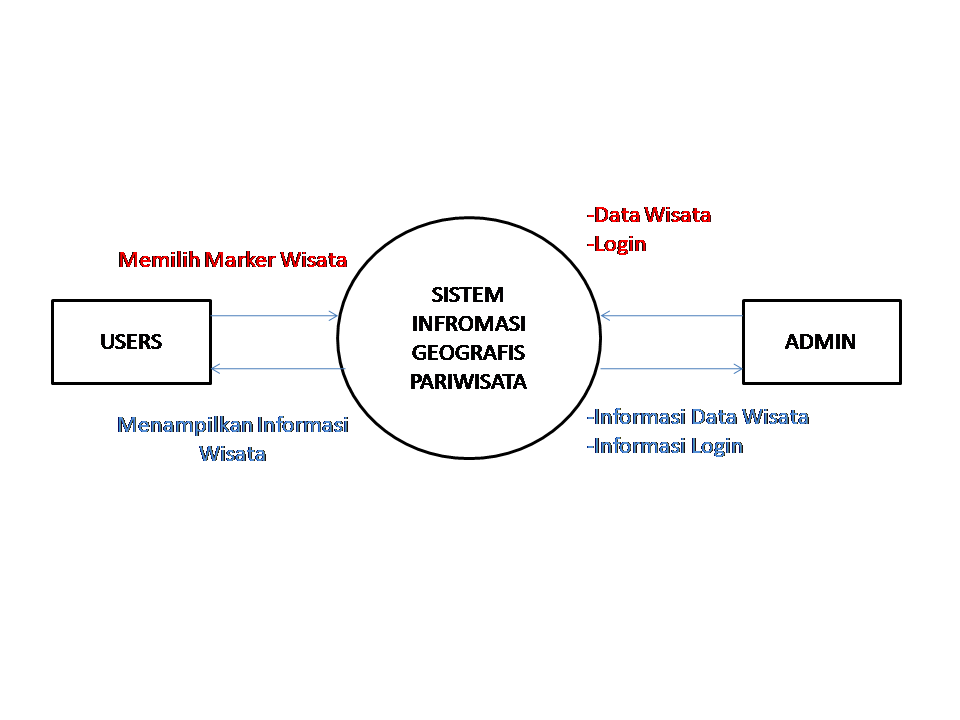 -Data Wisata
-Login
Memilih Marker Wisata
SISTEM
INFROMASI
GEOGRAFIS
PARIWISATA
USERS
ADMIN
Menampilkan Informasi
Wisata
-Informasi Data Wisata
-Informasi Login